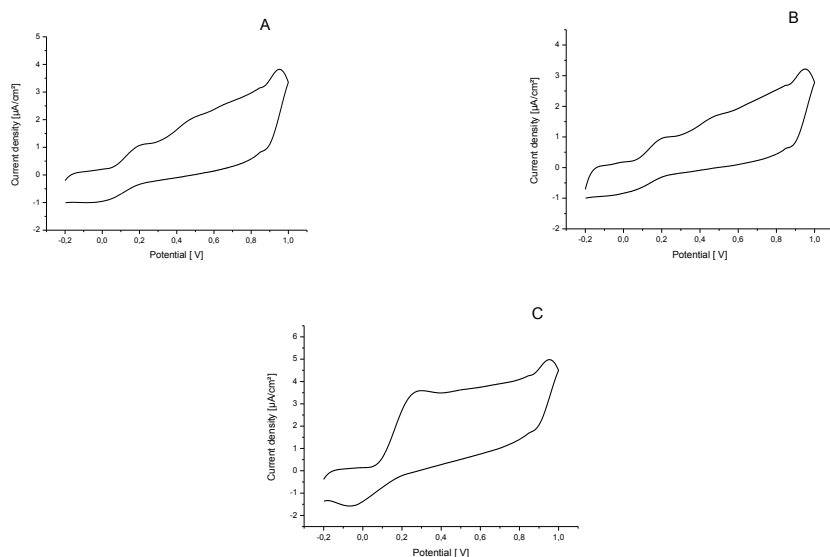 A
5
4
3
2
1
0
-1
-2
Current density [µA/cm²]
-0,2 0,0 0,2 0,4 0,6 0,8 1,0
Potential [ V]
B
4
3
2
1
0
-1
-2
Current density [µA/cm²]
-0,2 0,0 0,2 0,4 0,6 0,8 1,0
Potential [ V]
C
6
5
4
3
2
1
0
-1
-2
Current density [µA/cm²]
-0,2 0,0 0,2 0,4 0,6 0,8 1,0
Potential [ V]